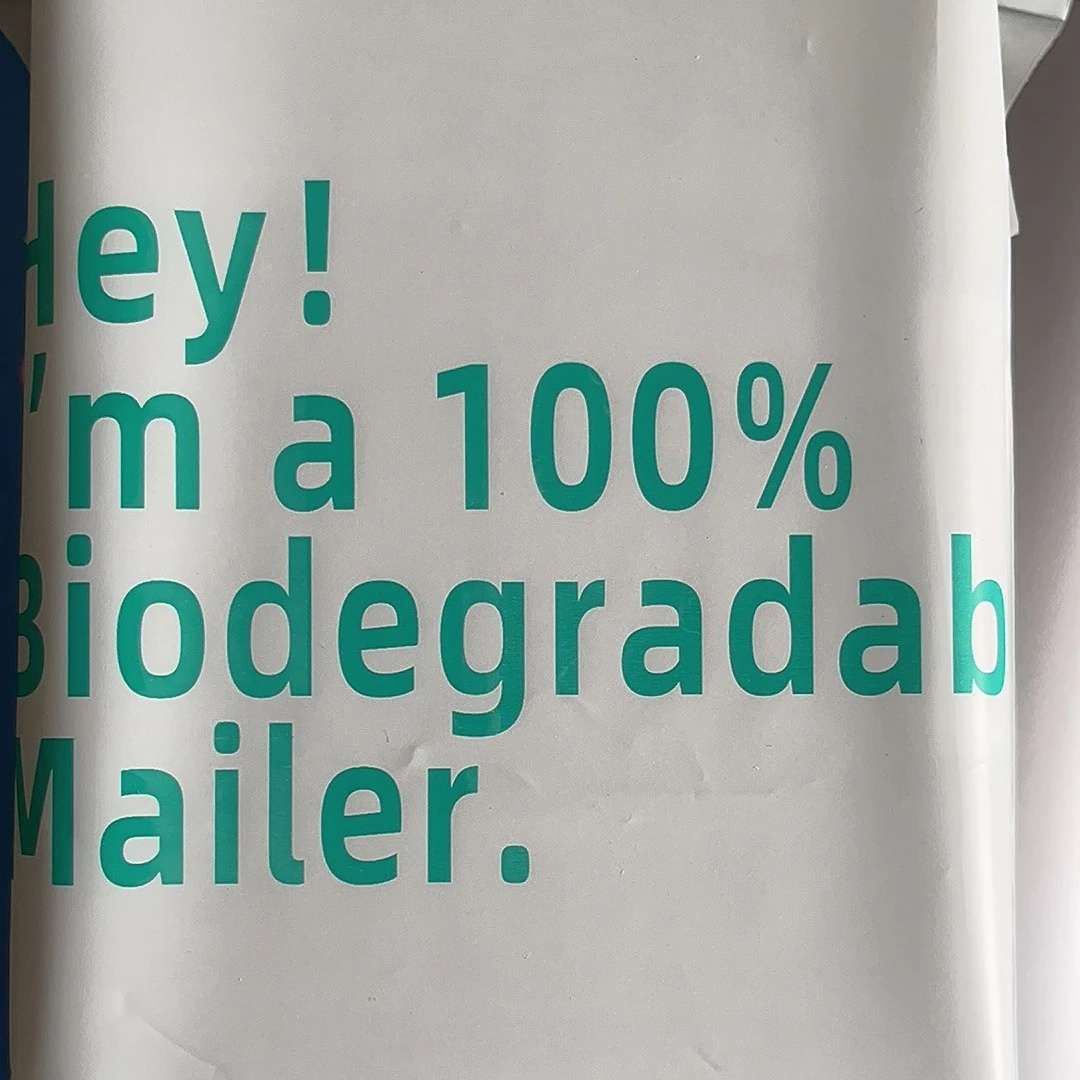 Hey!
I'm a 100%
Biodegradab
Mailer.